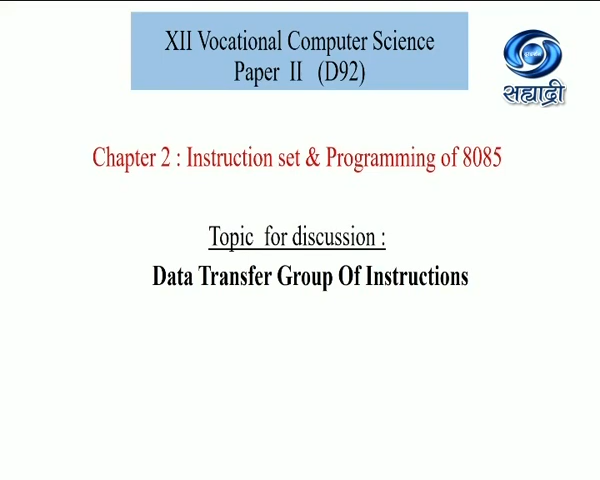 XII Vocational Computer Science
Paper II (D92)
सह्याद्री
Chapter 2 : Instruction set & Programming of 8085
Topic for discussion :
Data Transfer Group Of Instructions